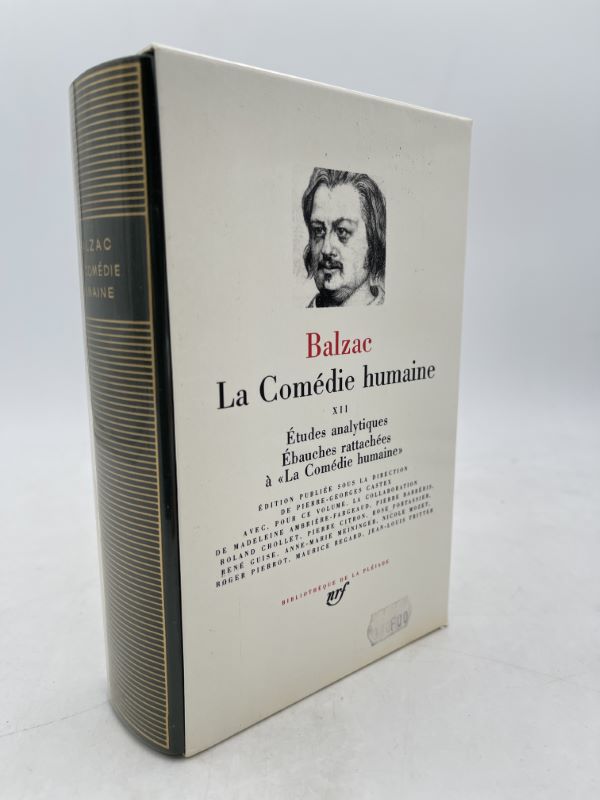 LZAC
COMÉDIE
MAINE
Balzac
La Comédie humaine
XII
Études analytiques
Ébauches rattachées
à «La Comédie humaine»
ÉDITION PUBLIÉE SOUS LA DIRECTION
DE PIERRE-GEORGES CASTEX
AVEC, POUR CE VOLUME, LA COLLABORATION
DE MADELEINE AMBRIÈRE-FARGEAUD, PIERRE BARBÉRIS,
ROLAND CHOLLET, PIERRE CITRON, ROSE FORTASSIER,
RENÉ GUISE, ANNE-MARIE MEININGER, NICOLE MOZET,
ROGER PIERROT, MAURICE REGARD, JEAN-LOUIS TRITTER
BIBLIOTHÈQUE DE LA PLÉIADE
nrf